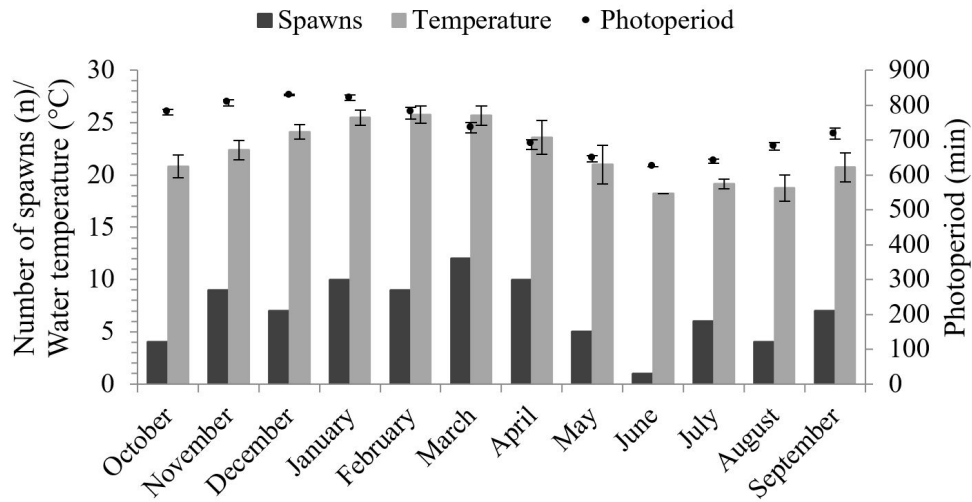 Spawns Temperature Photoperiod
Number of spawns (n)/
Water temperature (°C)
30
25
20
15
10
5
0
900
800
700
600
500
400
300
200
100
0
Photoperiod (min)
October
November
December
January
February
March
April
May
June
July
August
September